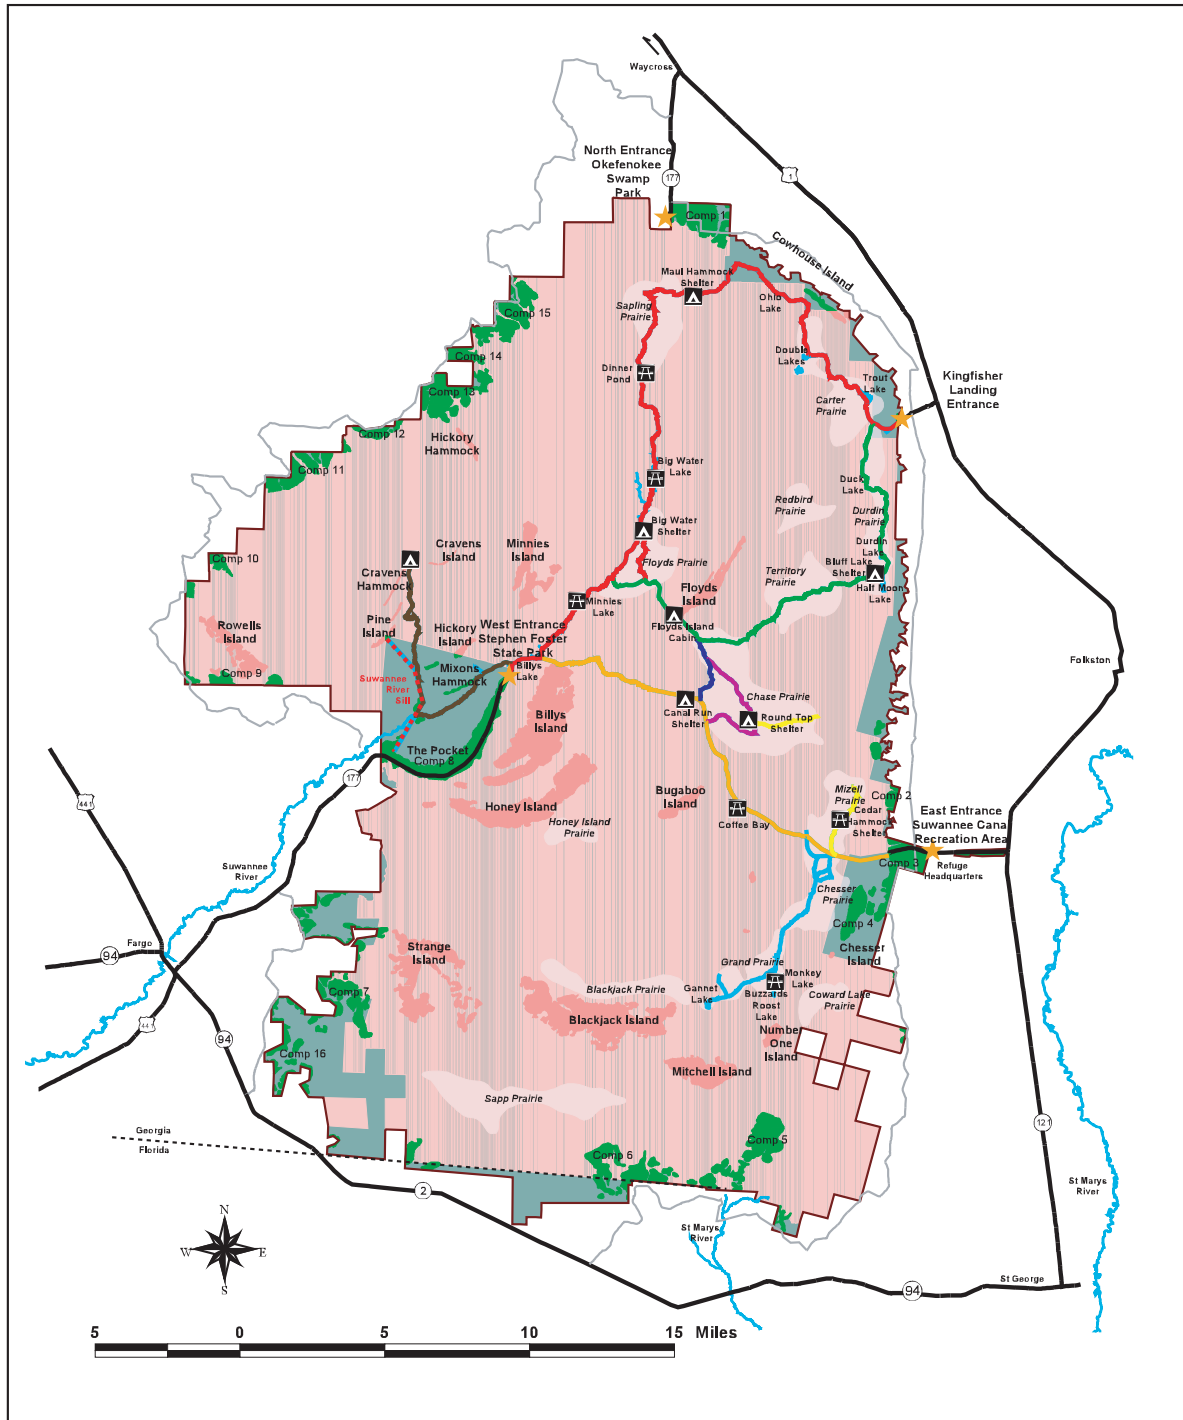 Waycross
1
North Entrance
Okefenokee
Swamp
Park
177
Comp 1
Cowhouse Island
Maul Hammock
Shelter
Sapling
Prairie
Ohio
Lake
Comp 15
Comp 14
Double
Lakes
Dinner
Pond
Trout
Lake
Kingfisher
Landing
Entrance
Comp 13
Carter
Prairie
Comp 12
Hickory
Hammock
Comp 11
Big Water
Lake
Duck
Lake
Redbird
Prairie
Durdin
Prairie
Big Water
Shelter
Durdin
Lake
Cravens
Island
Minnies
Island
Comp 10
Floyds Prairie
Bluff Lake
Shelter
Cravens
Hammock
Territory
Prairie
Half Moon
Lake
Floyds
Island
Minnies
Lake
Rowells
Island
Pine
Island
Hickory
Island
West Entrance
Stephen Foster
State Park
Floyds Island
Cabin
Folkston
Comp 9
Suwannee
River
Sill
Mixons
Hammock
Billys
Lake
Chase Prairie
Canal Run
Shelter
Round Top
Shelter
Billys
Island
The Pocket
Comp 8
177
441
Honey Island
Bugaboo
Island
Mizell
Prairie
Comp 2
Honey Island
Prairie
Coffee Bay
Cedar
Hammock
Shelter
East Entrance
Suwannee Canal
Recreation Area
Comp 3
Refuge
Headquarters
Suwannee
River
Chesser
Prairie
Comp 4
Fargo
94
Strange
Island
Chesser
Island
Grand Prairie
Monkey
Lake
Blackjack Prairie
Gannet
Lake
Buzzards
Roost
Lake
Coward Lake
Prairie
Comp 7
441
94
Blackjack Island
Number
One
Island
Comp 16
Mitchell Island
Sapp Prairie
121
Georgia
Florida
Comp 5
Comp 6
2
St Marys
River
St Marys
River
N
W
E
S
St George
94
5
0
5
10
15
Miles